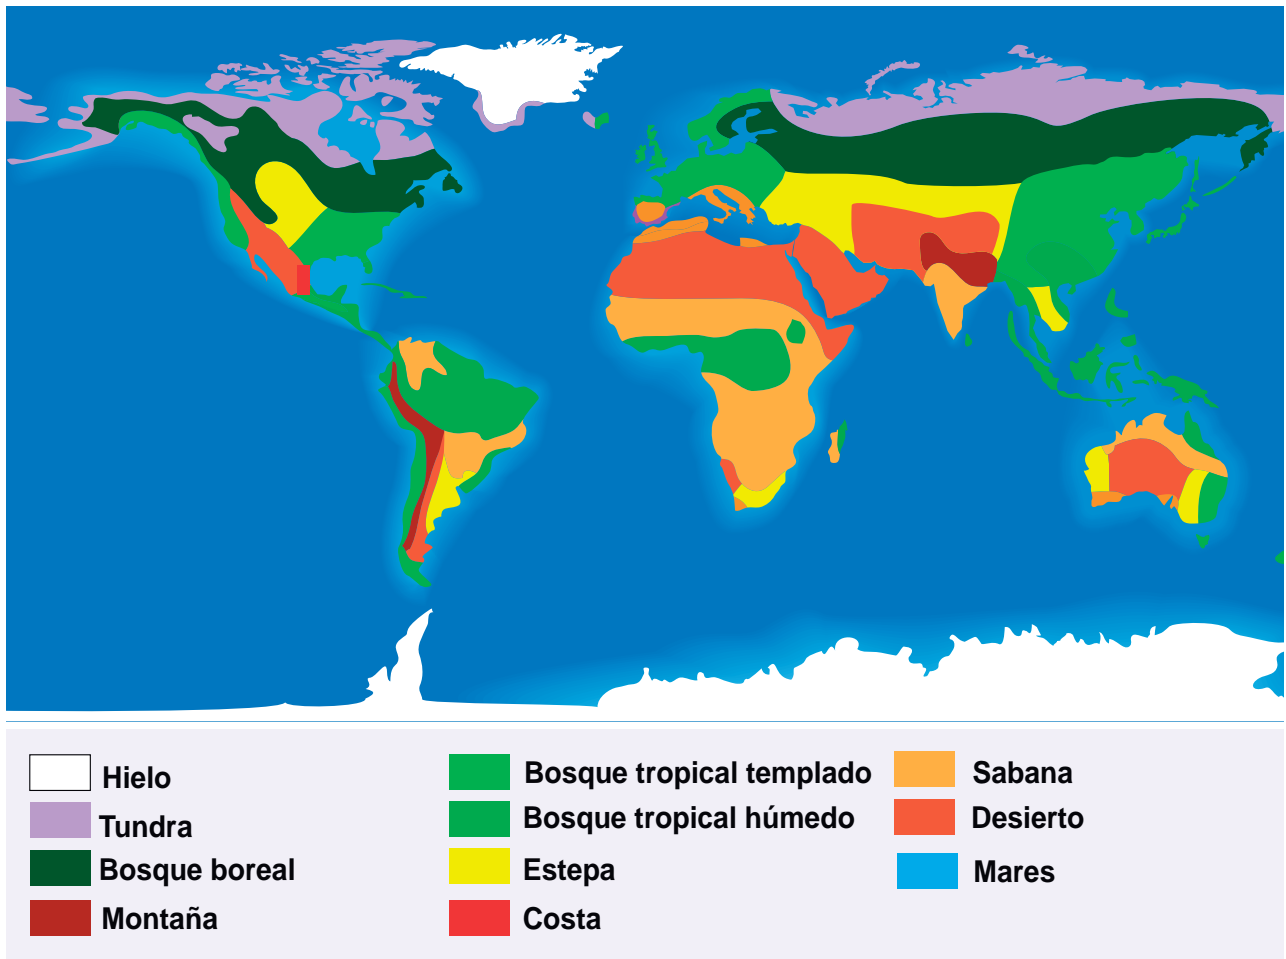 Hielo
Tundra
Bosque boreal
Montaña
Bosque tropical templado
Bosque tropical húmedo
Estepa
Costa
Sabana
Desierto
Mares